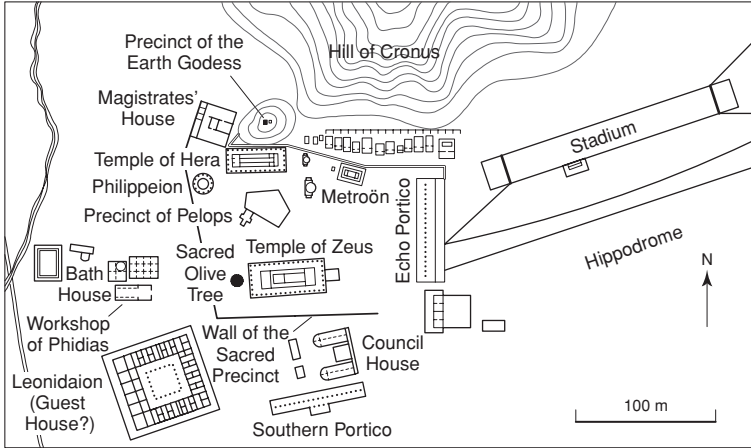 Precinct of the
Earth Godess
Hill of Cronus
Magistrates'
House
Stadium
Temple of Hera
Philippeion
Metroön
Precinct of Pelops
Echo Portico
Hippodrome
Sacred
Olive
Tree
Temple of Zeus
Bath
House
N
Workshop
of Phidias
Wall of the
Sacred
Precinct
Council
House
Leonidaion
(Guest
House?)
Southern Portico
100 m